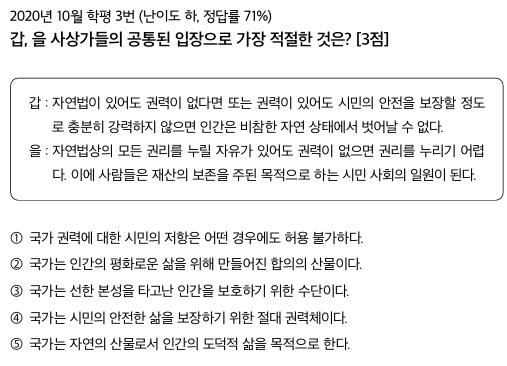 2020년 10월 학평 3번 (난이도 하, 정답률 71%)
갑, 을 사상가들의 공통된 입장으로 가장 적절한 것은? [3점]
갑 : 자연법이 있어도 권력이 없다면 또는 권력이 있어도 시민의 안전을 보장할 정도
로 충분히 강력하지 않으면 인간은 비참한 자연 상태에서 벗어날 수 없다.
을 : 자연법상의 모든 권리를 누릴 자유가 있어도 권력이 없으면 권리를 누리기 어렵
다. 이에 사람들은 재산의 보존을 주된 목적으로 하는 시민 사회의 일원이 된다.
① 국가 권력에 대한 시민의 저항은 어떤 경우에도 허용 불가하다.
② 국가는 인간의 평화로운 삶을 위해 만들어진 합의의 산물이다.
③ 국가는 선한 본성을 타고난 인간을 보호하기 위한 수단이다.
④ 국가는 시민의 안전한 삶을 보장하기 위한 절대 권력체이다.
⑤ 국가는 자연의 산물로서 인간의 도덕적 삶을 목적으로 한다.